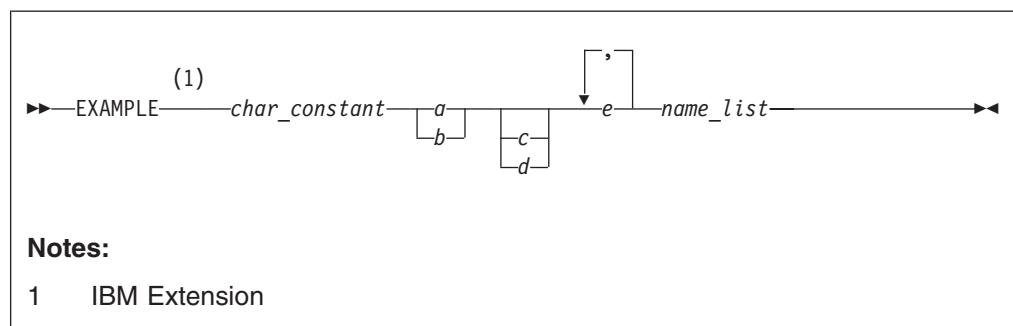 ,
(1)
EXAMPLE char_constant a e name_list
b c
d
Notes:
1 IBM Extension